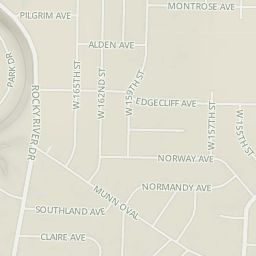 PILGRIM AVE
MONTROSE AVE
ALDEN AVE
PARK DR
W 165TH ST
W 162ND ST
W 159TH ST
ROCKY RIVER DR
EDGECLIFF AVE
W 157TH ST
W 155TH ST
NORWAY AVE
MUNN OVAL
NORMANDY AVE
SOUTHLAND AVE
CLAIRE AVE